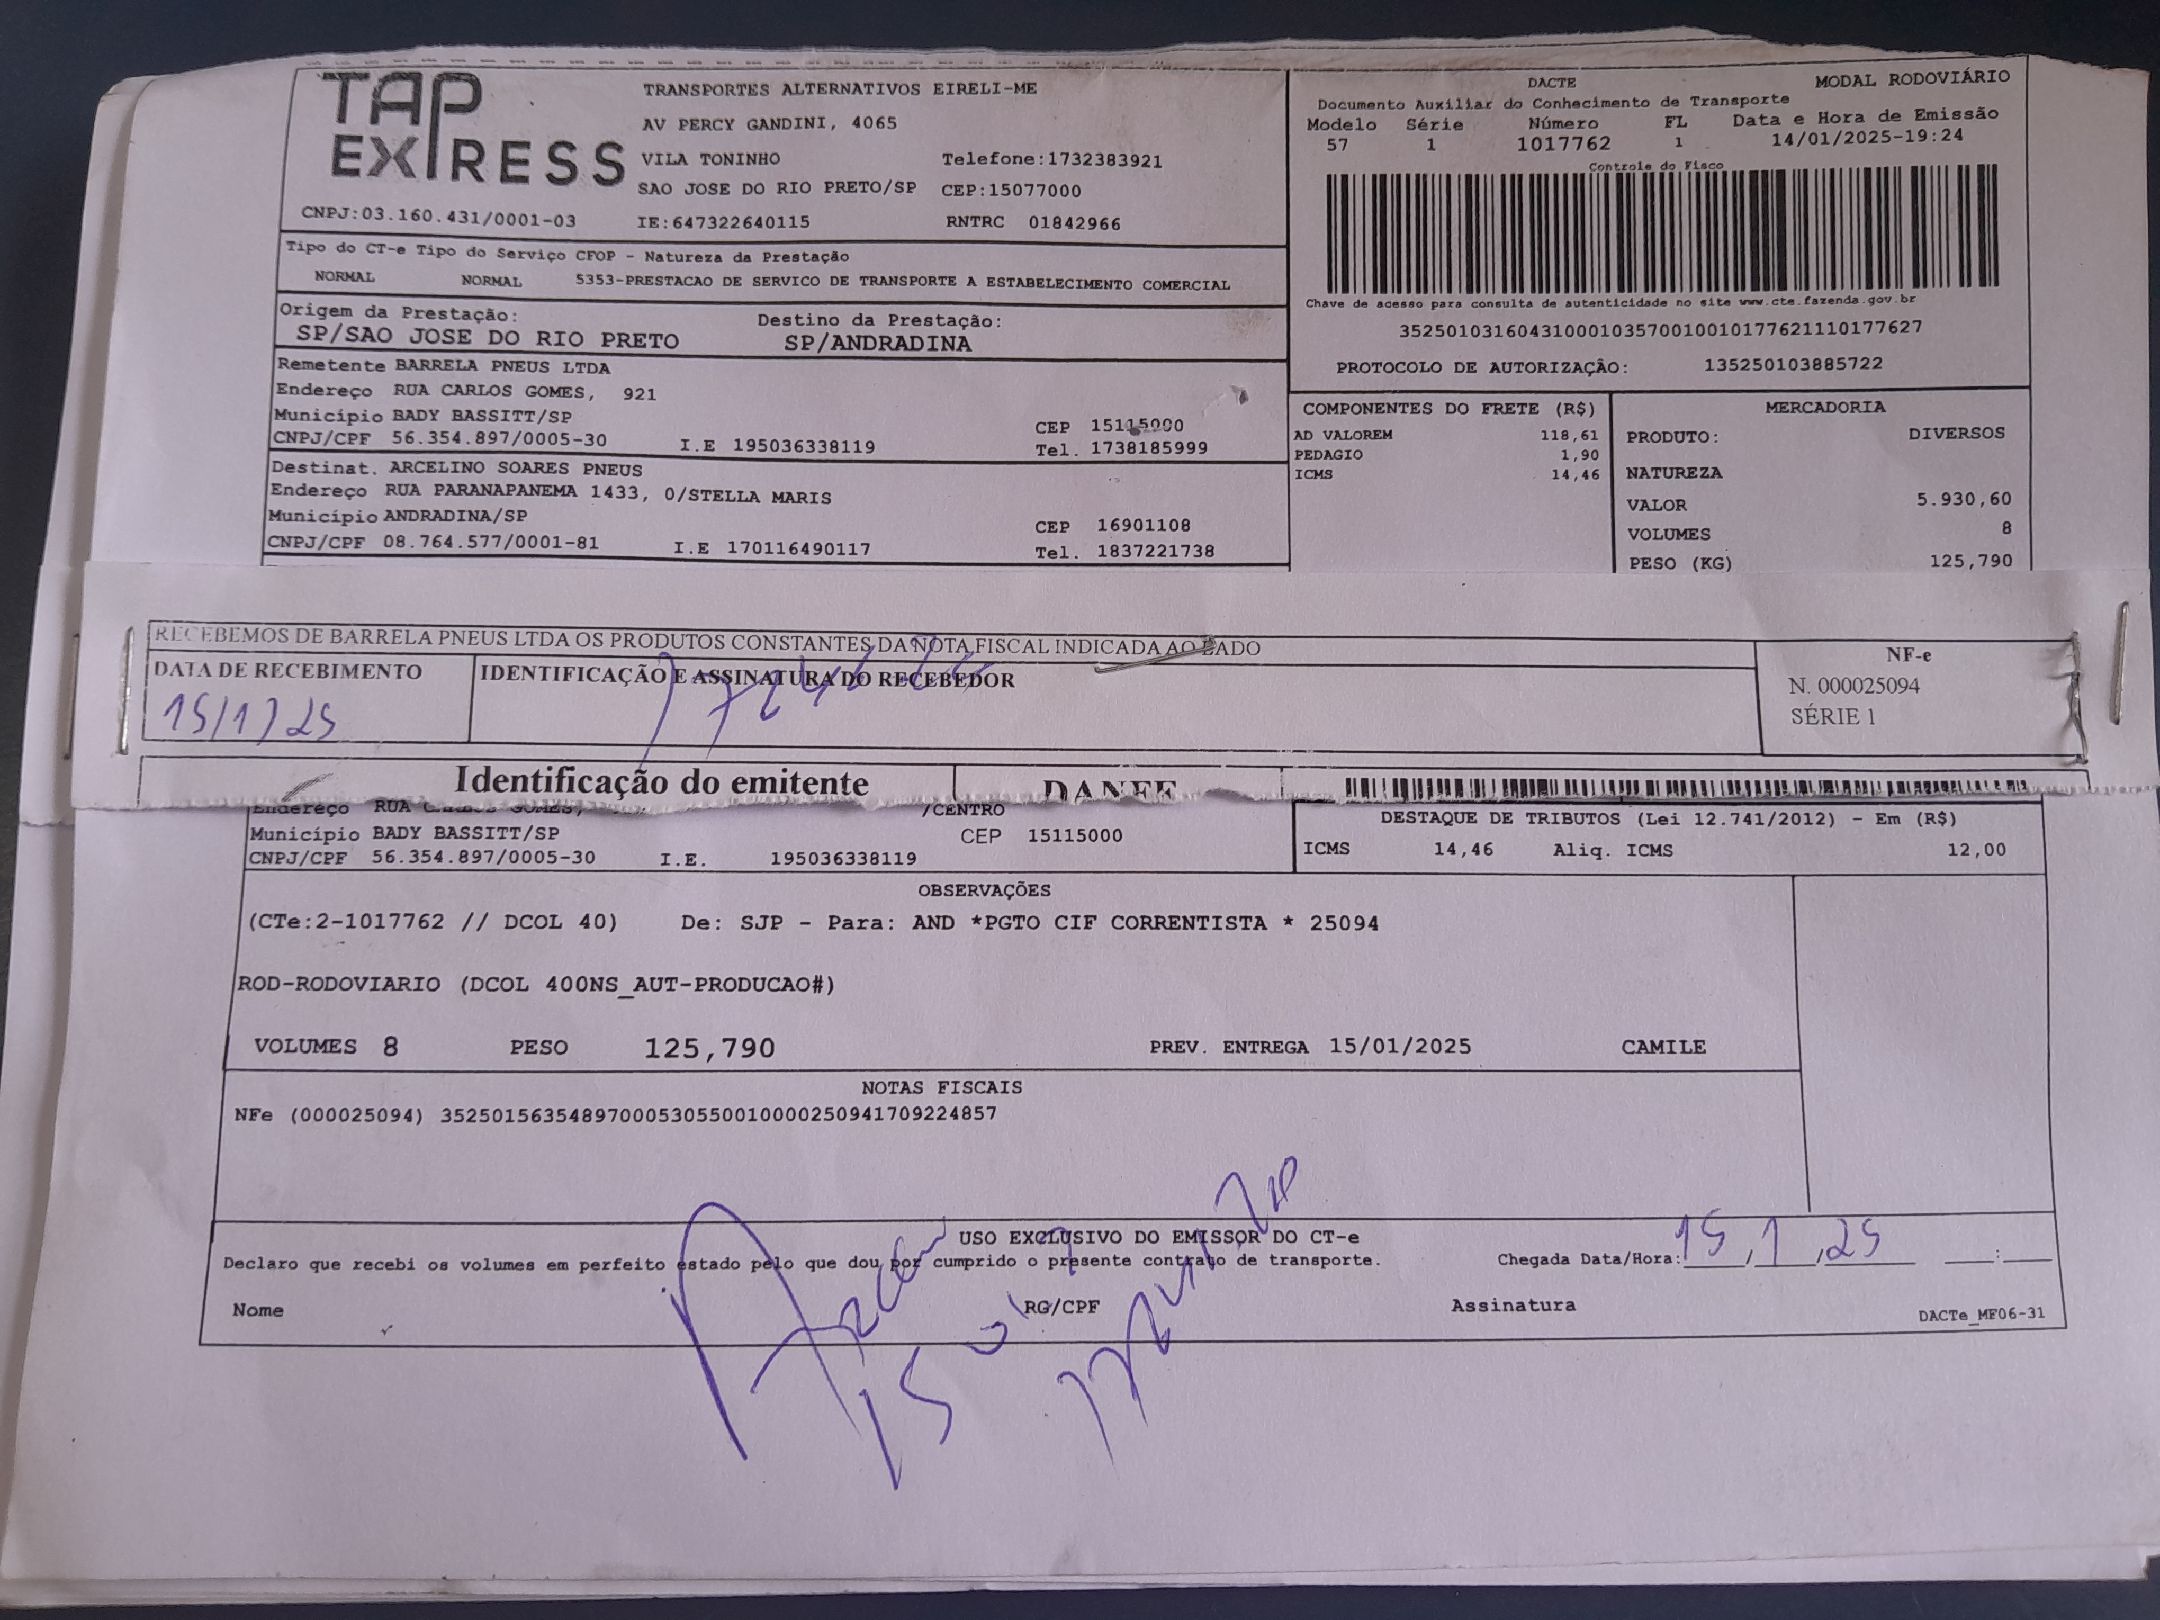 TAP EXPRESS
TRANSPORTES ALTERNATIVOS EIRELI-ME
AV PERCY GANDINI, 4065
VILA TONINHO Telefone:1732383921
SAO JOSE DO RIO PRETO/SP CEP:15077000
CNPJ:03.160.431/0001-03 IE:647322640115 RNTRC 01842966
DACTE MODAL RODOVIÁRIO
Documento Auxiliar do Conhecimento de Transporte
Modelo Série Número FL Data e Hora de Emissão
57 1 1017762 1 14/01/2025-19:24
Controle do Fisco
Chave de acesso para consulta de autenticidade no site www.cte.fazenda.gov.br
35250103160431000103570010010177621110177627
PROTOCOLO DE AUTORIZAÇÃO: 135250103885722
Tipo do CT-e Tipo do Serviço CFOP - Natureza da Prestação
NORMAL NORMAL 5353-PRESTACAO DE SERVICO DE TRANSPORTE A ESTABELECIMENTO COMERCIAL
Origem da Prestação: Destino da Prestação:
SP/SAO JOSE DO RIO PRETO SP/ANDRADINA
Remetente BARRELA PNEUS LTDA
Endereço RUA CARLOS GOMES, 921
Município BADY BASSITT/SP CEP 15115000
CNPJ/CPF 56.354.897/0005-30 I.E 195036338119 Tel. 1738185999
Destinat. ARCELINO SOARES PNEUS
Endereço RUA PARANAPANEMA 1433, 0/STELLA MARIS
Município ANDRADINA/SP CEP 16901108
CNPJ/CPF 08.764.577/0001-81 I.E 170116490117 Tel. 1837221738
COMPONENTES DO FRETE (R$)
AD VALOREM 118,61
PEDAGIO 1,90
ICMS 14,46
MERCADORIA
PRODUTO: DIVERSOS
NATUREZA
VALOR 5.930,60
VOLUMES 8
PESO (KG) 125,790
RECEBEMOS DE BARRELA PNEUS LTDA OS PRODUTOS CONSTANTES DA NOTA FISCAL INDICADA AO LADO
DATA DE RECEBIMENTO IDENTIFICAÇÃO E ASSINATURA DO RECEBEDOR
15/1/25
NF-e
N. 000025094
SÉRIE 1
Identificação do emitente DANFE
Endereço RUA CARLOS GOMES, /CENTRO
Município BADY BASSITT/SP CEP 15115000
CNPJ/CPF 56.354.897/0005-30 I.E. 195036338119
DESTAQUE DE TRIBUTOS (Lei 12.741/2012) - Em (R$)
ICMS 14,46 Aliq. ICMS 12,00
OBSERVAÇÕES
(CTe:2-1017762 // DCOL 40) De: SJP - Para: AND *PGTO CIF CORRENTISTA * 25094
ROD-RODOVIARIO (DCOL 400NS_AUT-PRODUCAO#)
VOLUMES 8 PESO 125,790 PREV. ENTREGA 15/01/2025 CAMILE
NOTAS FISCAIS
NFe (000025094) 35250156354897000530550010000250941709224857
USO EXCLUSIVO DO EMISSOR DO CT-e
Declaro que recebi os volumes em perfeito estado pelo que dou por cumprido o presente contrato de transporte. Chegada Data/Hora: 15,1,25 :
Nome RG/CPF Assinatura
DACTe_MF06-31